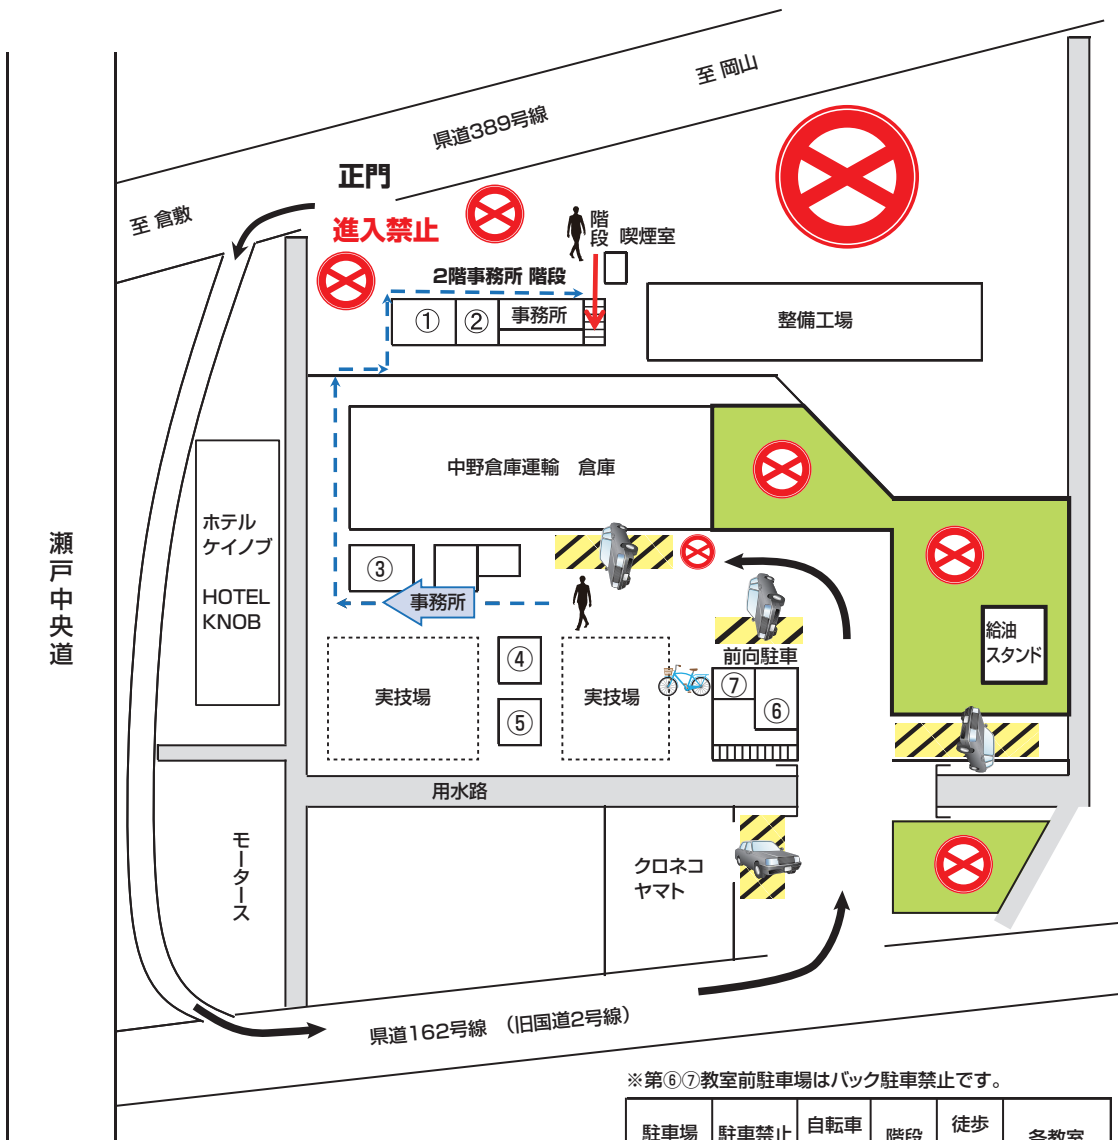 至 岡山
県道389号線
正門
至 倉敷
進入禁止
階段
喫煙室
2階事務所 階段
①
②
事務所
整備工場
中野倉庫運輸　倉庫
瀬戸中央道
ホテル
ケイノブ
HOTEL
KNOB
③
事務所
給油
スタンド
前向駐車
④
⑦
実技場
実技場
⑥
⑤
用水路
モータース
クロネコ
ヤマト
県道162号線　（旧国道2号線）
※第⑥⑦教室前駐車場はバック駐車禁止です。
駐車場
駐車禁止
自転車
階段
徒歩
各教室